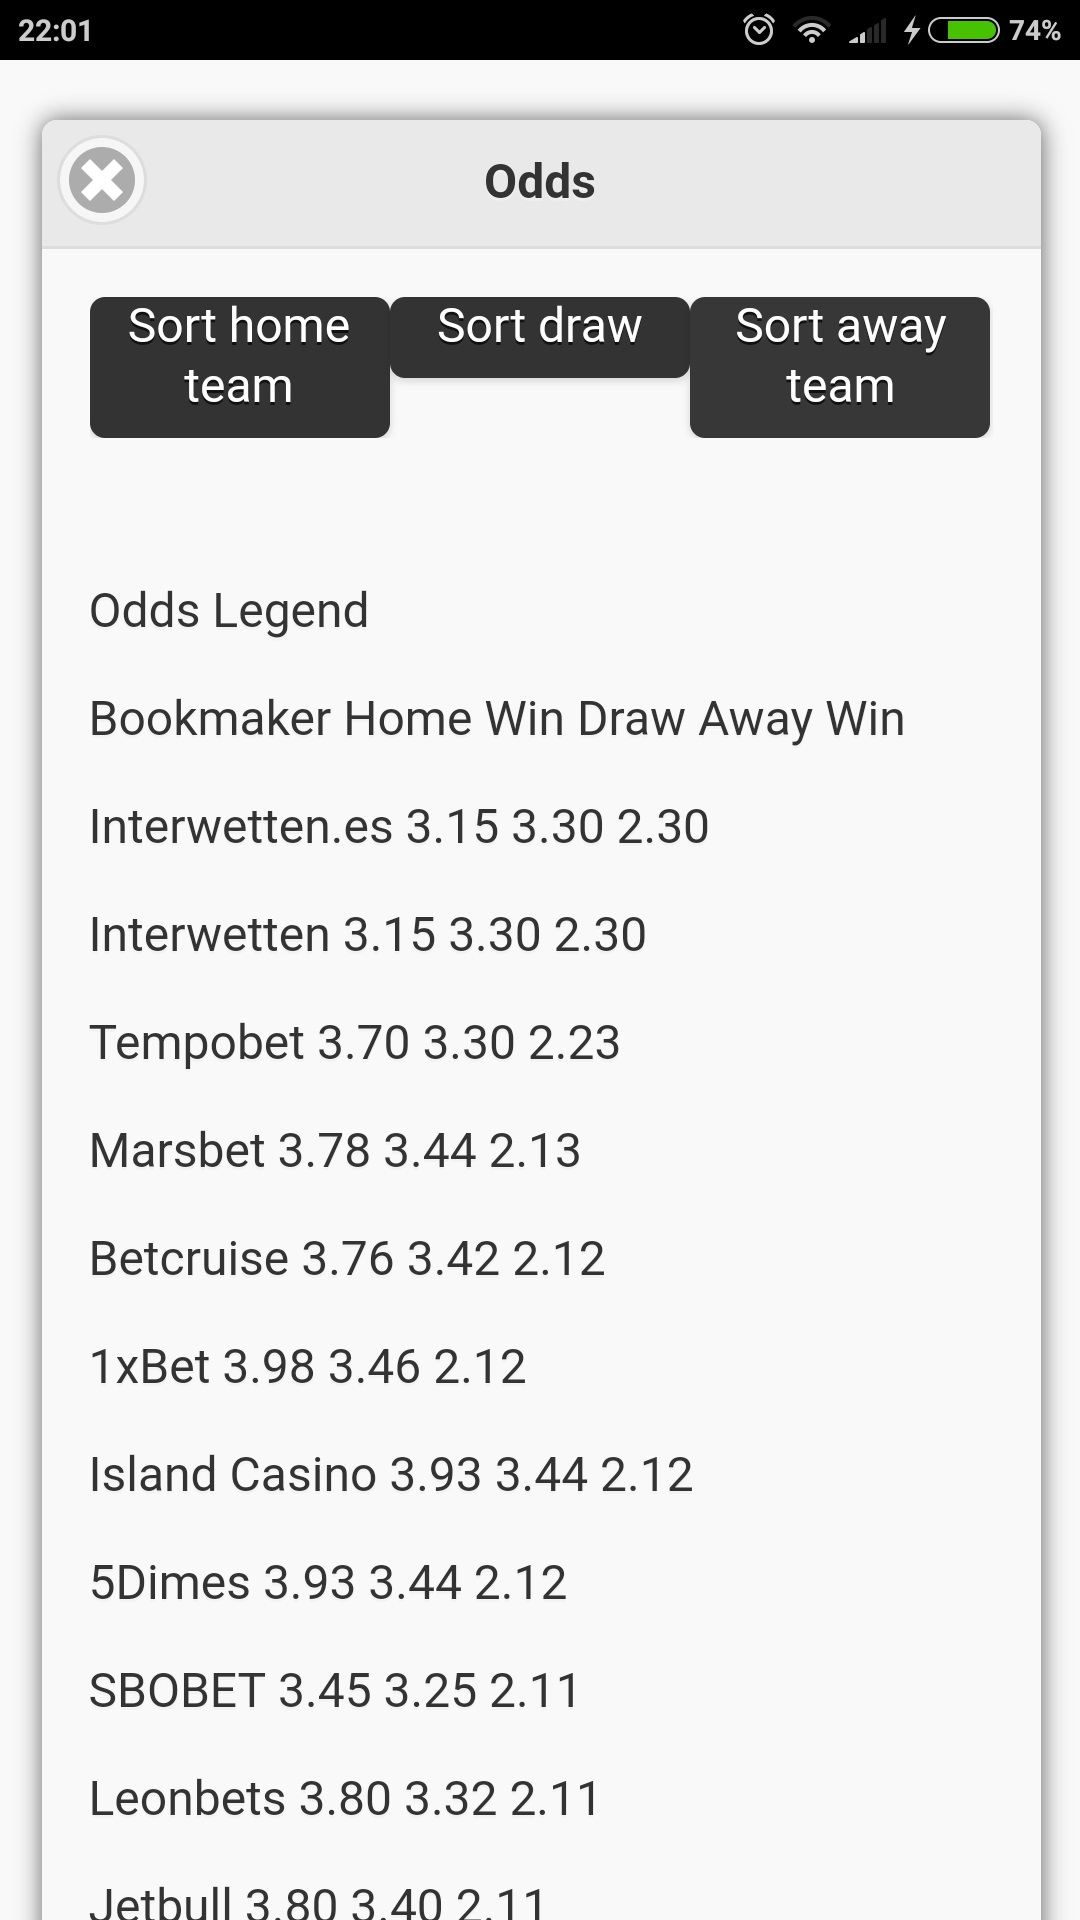 22:01 74%
Odds
Sort home team
Sort draw
Sort away team
Odds Legend
Bookmaker Home Win Draw Away Win
Interwetten.es 3.15 3.30 2.30
Interwetten 3.15 3.30 2.30
Tempobet 3.70 3.30 2.23
Marsbet 3.78 3.44 2.13
Betcruise 3.76 3.42 2.12
1xBet 3.98 3.46 2.12
Island Casino 3.93 3.44 2.12
5Dimes 3.93 3.44 2.12
SBOBET 3.45 3.25 2.11
Leonbets 3.80 3.32 2.11
Jetbull 3.80 3.40 2.11